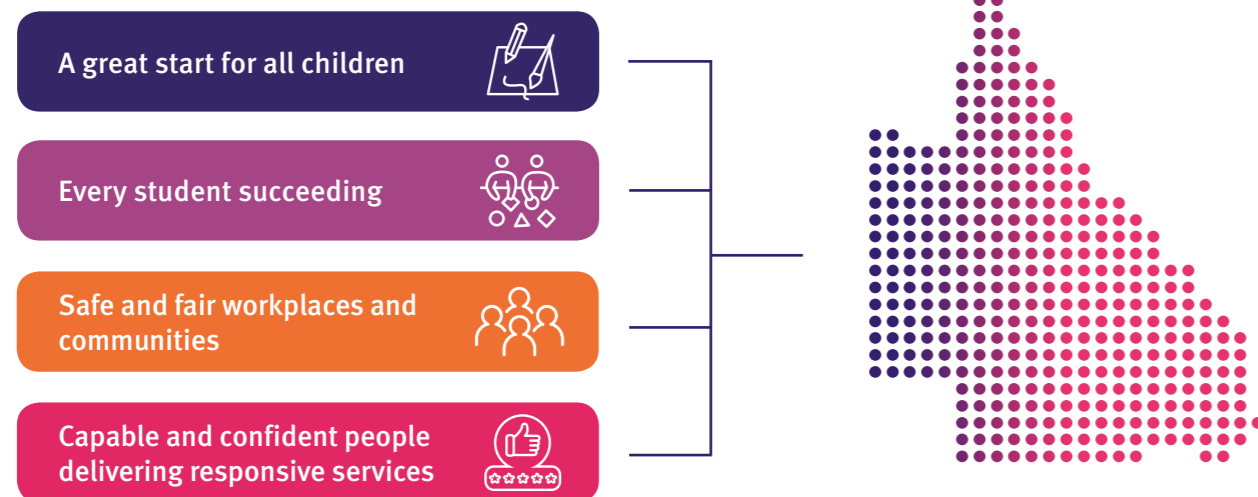 A great start for all children
Every student succeeding
Safe and fair workplaces and
communities
Capable and confident people
delivering responsive services